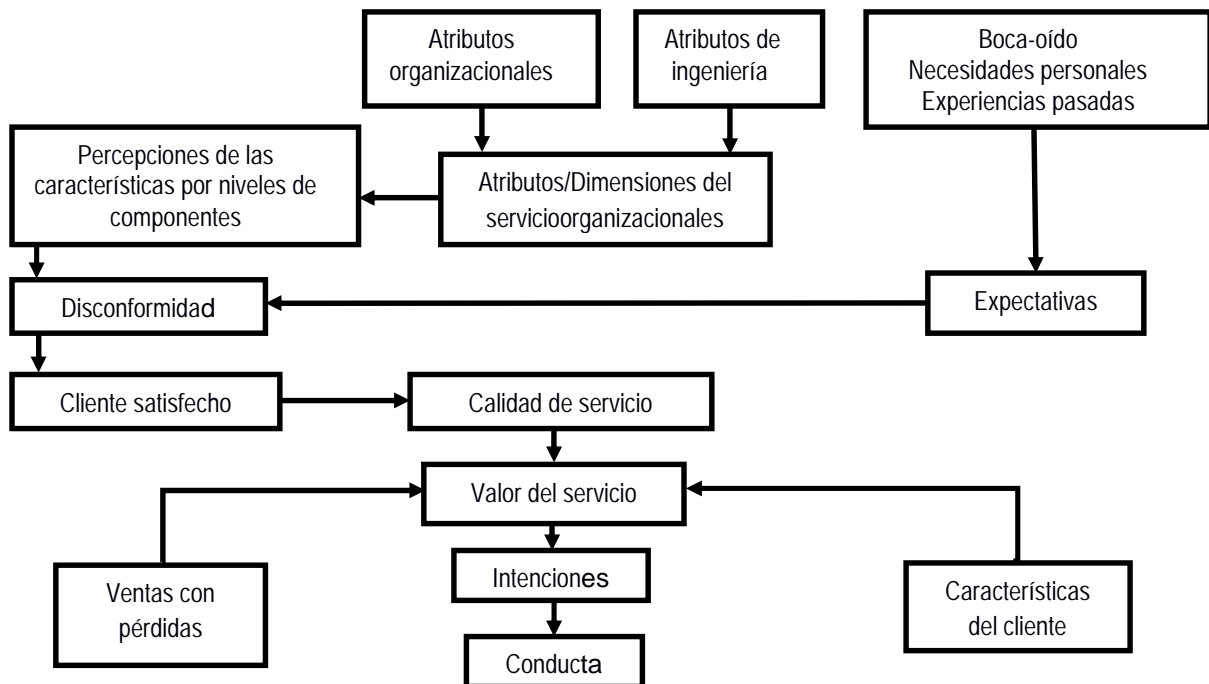 Atributos
organizacionales
Atributos de
ingeniería
Boca-oído
Necesidades personales
Experiencias pasadas
Percepciones de las
características por niveles de
componentes
Atributos/Dimensiones del
servicioorganizacionales
Disconformidad
Expectativas
Cliente satisfecho
Calidad de servicio
Valor del servicio
Ventas con
pérdidas
Intenciones
Características
del cliente
Conducta